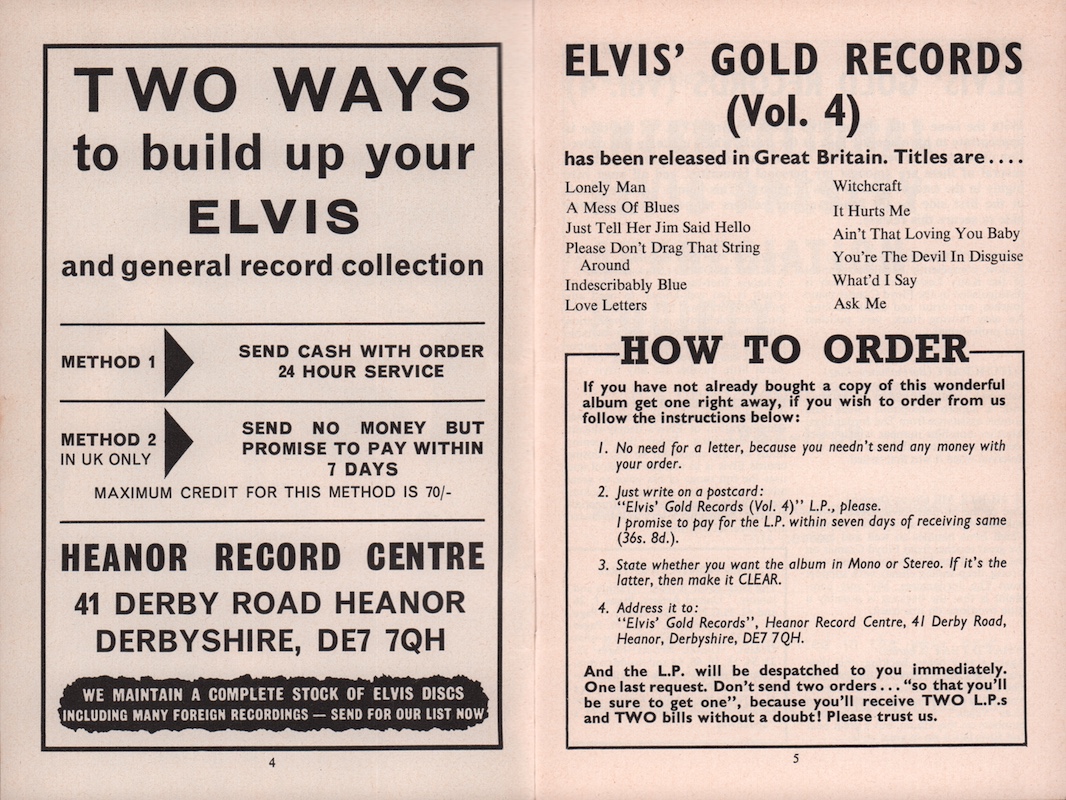 TWO WAYS
to build up your
ELVIS
and general record collection
METHOD 1
SEND CASH WITH ORDER
24 HOUR SERVICE
METHOD 2
IN UK ONLY
SEND NO MONEY BUT
PROMISE TO PAY WITHIN
7 DAYS
MAXIMUM CREDIT FOR THIS METHOD IS 70/-
HEANOR RECORD CENTRE
41 DERBY ROAD HEANOR
DERBYSHIRE, DE7 7QH
WE MAINTAIN A COMPLETE STOCK OF ELVIS DISCS
INCLUDING MANY FOREIGN RECORDINGS — SEND FOR OUR LIST NOW
4
ELVIS' GOLD RECORDS
(Vol. 4)
has been released in Great Britain. Titles are....
Lonely Man
A Mess Of Blues
Just Tell Her Jim Said Hello
Please Don't Drag That String
Around
Indescribably Blue
Love Letters
Witchcraft
It Hurts Me
Ain't That Loving You Baby
You're The Devil In Disguise
What'd I Say
Ask Me
HOW TO ORDER
If you have not already bought a copy of this wonderful
album get one right away, if you wish to order from us
follow the instructions below:
1. No need for a letter, because you needn't send any money with
your order.
2. Just write on a postcard:
"Elvis' Gold Records (Vol. 4)" L.P., please.
I promise to pay for the L.P. within seven days of receiving same
(36s. 8d.).
3. State whether you want the album in Mono or Stereo. If it's the
latter, then make it CLEAR.
4. Address it to:
"Elvis' Gold Records", Heanor Record Centre, 41 Derby Road,
Heanor, Derbyshire, DE7 7QH.
And the L.P. will be despatched to you immediately.
One last request. Don't send two orders... "so that you'll
be sure to get one", because you'll receive TWO L.P.s
and TWO bills without a doubt! Please trust us.
5